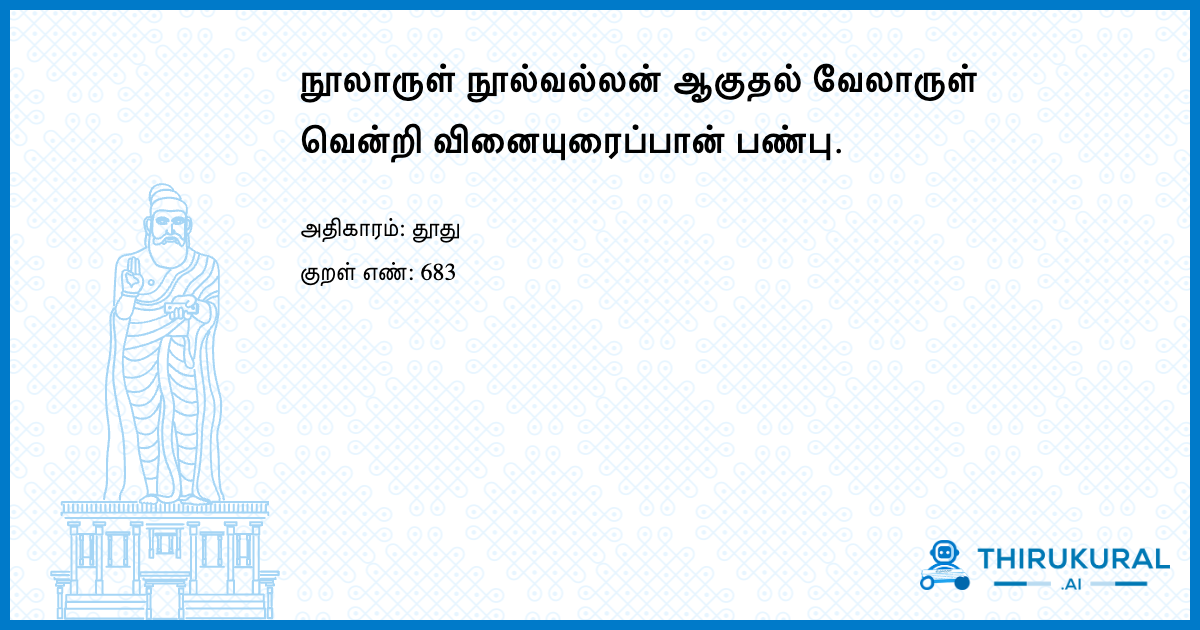 நூலாருள் நூல்வல்லன் ஆகுதல் வேலாருள்
வென்றி வினையுரைப்பான் பண்பு.
அதிகாரம்: தூது
குறள் எண்: 683
THIRUKURAL
.AI